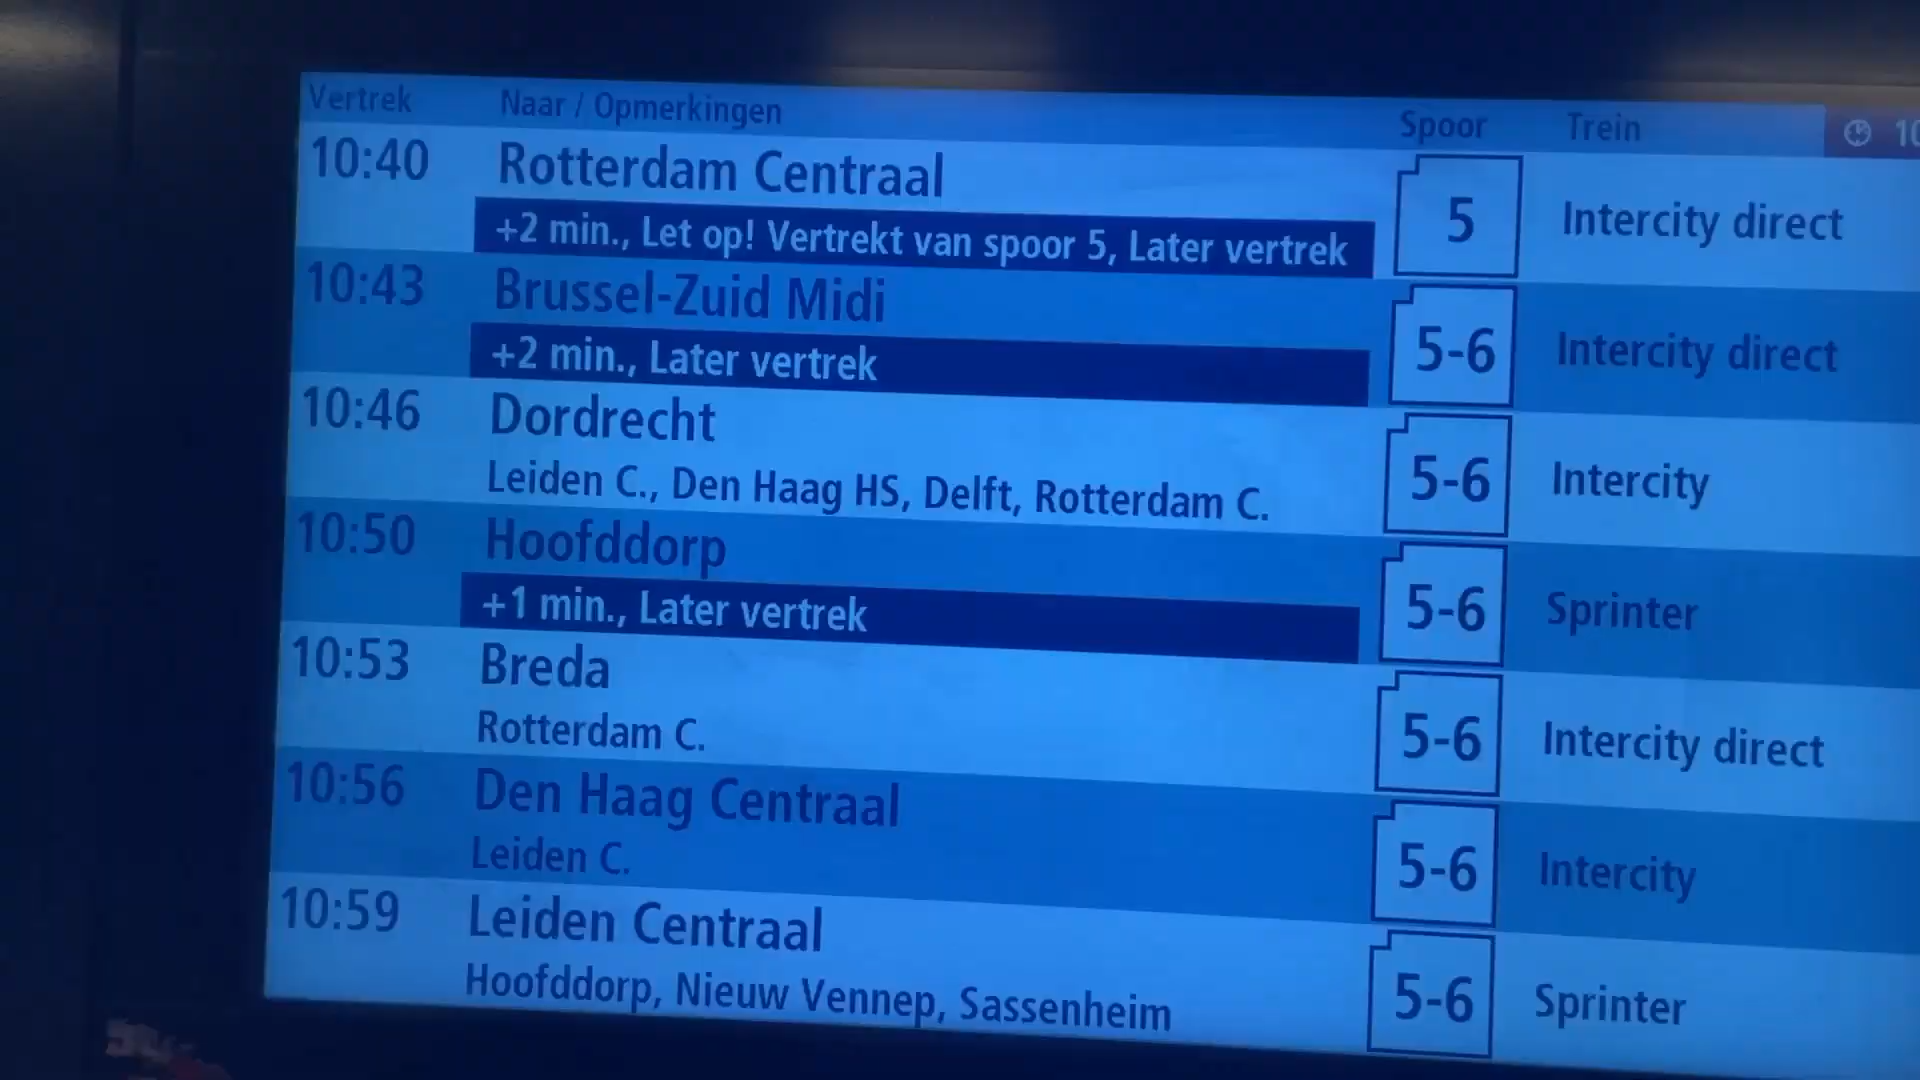 Vertrek Naar / Opmerkingen Spoor Trein 10
10:40 Rotterdam Centraal 5 Intercity direct
+2 min., Let op! Vertrekt van spoor 5, Later vertrek
10:43 Brussel-Zuid Midi 5-6 Intercity direct
+2 min., Later vertrek
10:46 Dordrecht 5-6 Intercity
Leiden C., Den Haag HS, Delft, Rotterdam C.
10:50 Hoofddorp 5-6 Sprinter
+1 min., Later vertrek
10:53 Breda 5-6 Intercity direct
Rotterdam C.
10:56 Den Haag Centraal 5-6 Intercity
Leiden C.
10:59 Leiden Centraal 5-6 Sprinter
Hoofddorp, Nieuw Vennep, Sassenheim